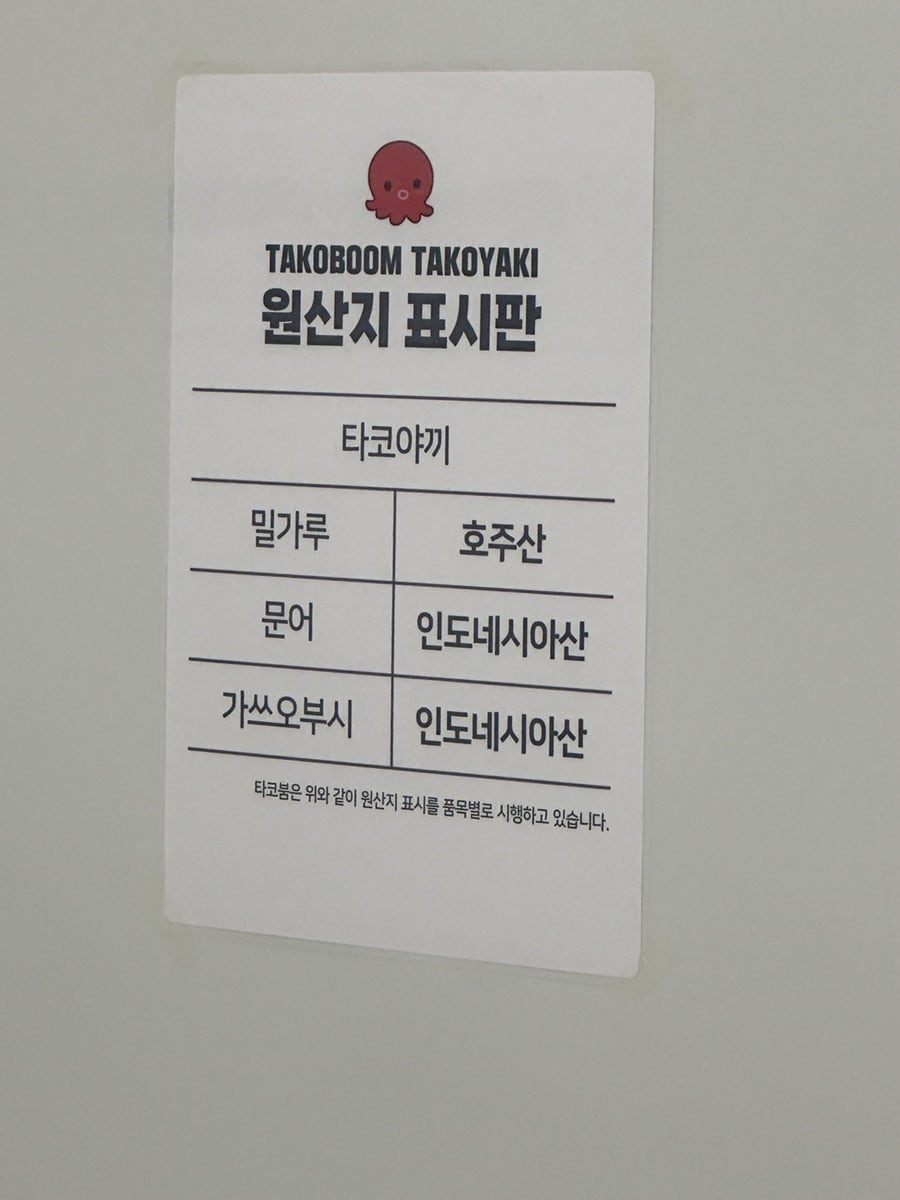 TAKOBOOM TAKOYAKI
원산지 표시판
타코야끼
밀가루 호주산
문어 인도네시아산
가쓰오부시 인도네시아산
타코붐은 위와 같이 원산지 표시를 품목별로 시행하고 있습니다.